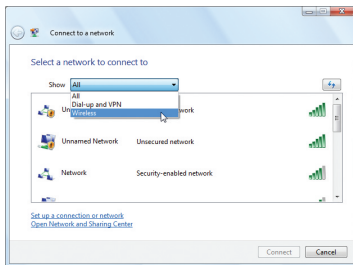 Connect to a network
Select a network to connect to
Show All
All
Dial-up and VPN
Wireless
Un work
Unnamed Network Unsecured network
Network Security-enabled network
Set up a connection or network
Open Network and Sharing Center
Connect Cancel